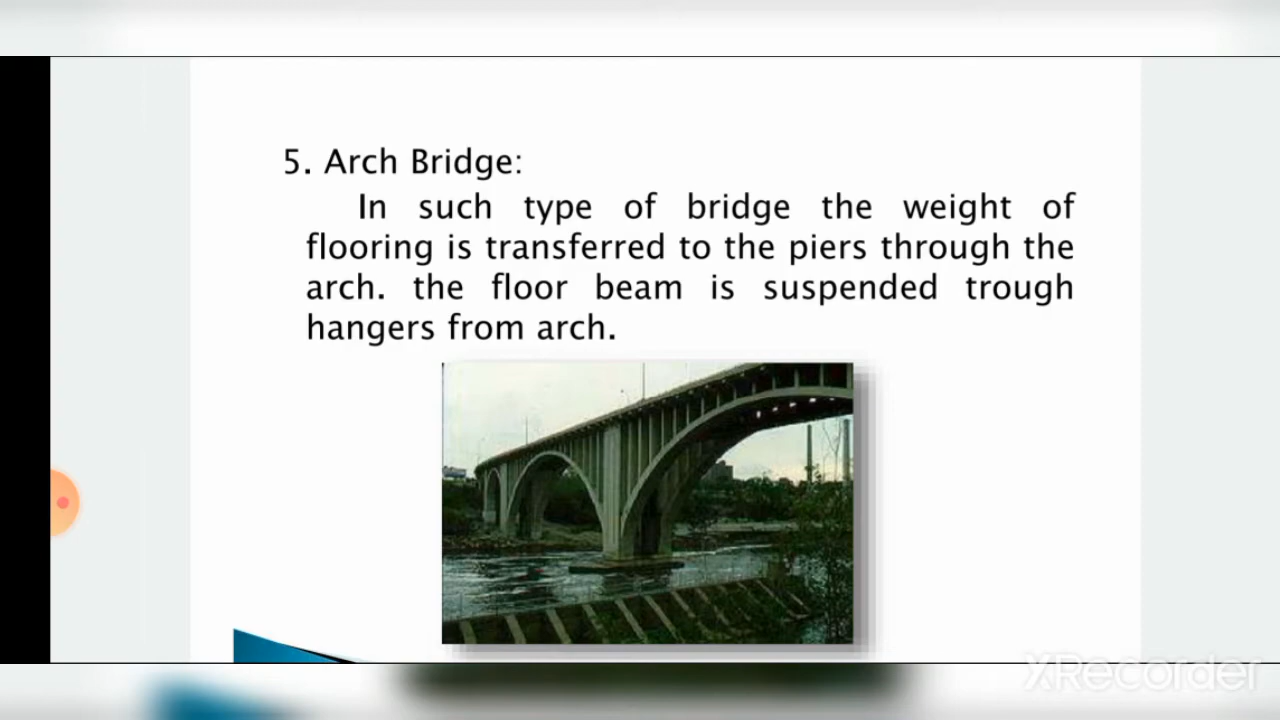 5. Arch Bridge:
In such type of bridge the weight of
flooring is transferred to the piers through the
arch. the floor beam is suspended trough
hangers from arch.
XRecorder